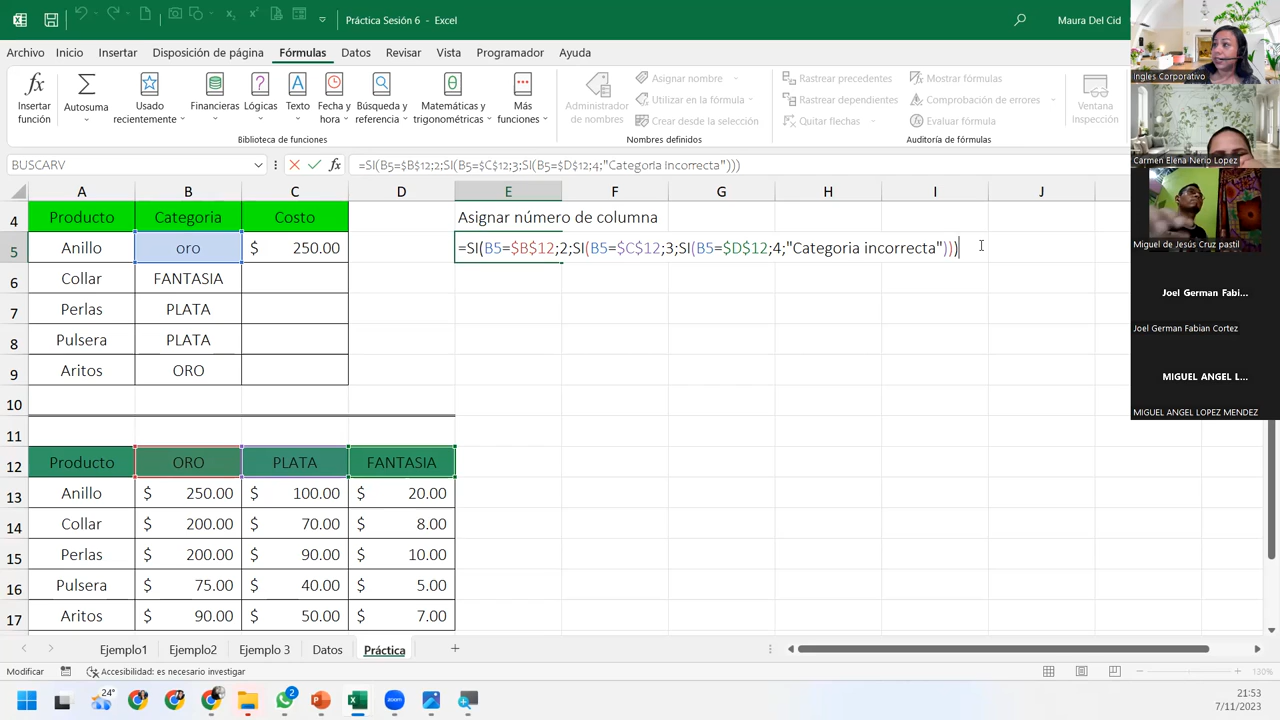 Práctica Sesión 6 - Excel
Maura Del Cid
Archivo Inicio Insertar Disposición de página Fórmulas Datos Revisar Vista Programador Ayuda
Insertar función
Autosuma
Usado recientemente
Financieras
Lógicas
Texto
Fecha y hora
Búsqueda y referencia
Matemáticas y trigonométricas
Más funciones
Biblioteca de funciones
Administrador de nombres
Asignar nombre
Utilizar en la fórmula
Crear desde la selección
Nombres definidos
Rastrear precedentes
Rastrear dependientes
Quitar flechas
Mostrar fórmulas
Comprobación de errores
Evaluar fórmula
Auditoría de fórmulas
Ventana Inspección
BUSCARV
=SI(B5=$B$12;2;SI(B5=$C$12;3;SI(B5=$D$12;4;"Categoria incorrecta")))
A B C D E F G H I J
4 Producto Categoria Costo Asignar número de columna
5 Anillo oro $ 250.00 =SI(B5=$B$12;2;SI(B5=$C$12;3;SI(B5=$D$12;4;"Categoria incorrecta")))
6 Collar FANTASIA
7 Perlas PLATA
8 Pulsera PLATA
9 Aritos ORO
10
11
12 Producto ORO PLATA FANTASIA
13 Anillo $ 250.00 $ 100.00 $ 20.00
14 Collar $ 200.00 $ 70.00 $ 8.00
15 Perlas $ 200.00 $ 90.00 $ 10.00
16 Pulsera $ 75.00 $ 40.00 $ 5.00
17 Aritos $ 90.00 $ 50.00 $ 7.00
Ejemplo1 Ejemplo2 Ejemplo 3 Datos Práctica
Modificar
Accesibilidad: es necesario investigar
130%
24°
2
zoom
21:53
7/11/2023
Ingles Corporativo
Carmen Elena Nerio Lopez
Miguel de Jesús Cruz pastil
Joel German Fabi...
Joel German Fabian Cortez
MIGUEL ANGEL L...
MIGUEL ANGEL LOPEZ MENDEZ